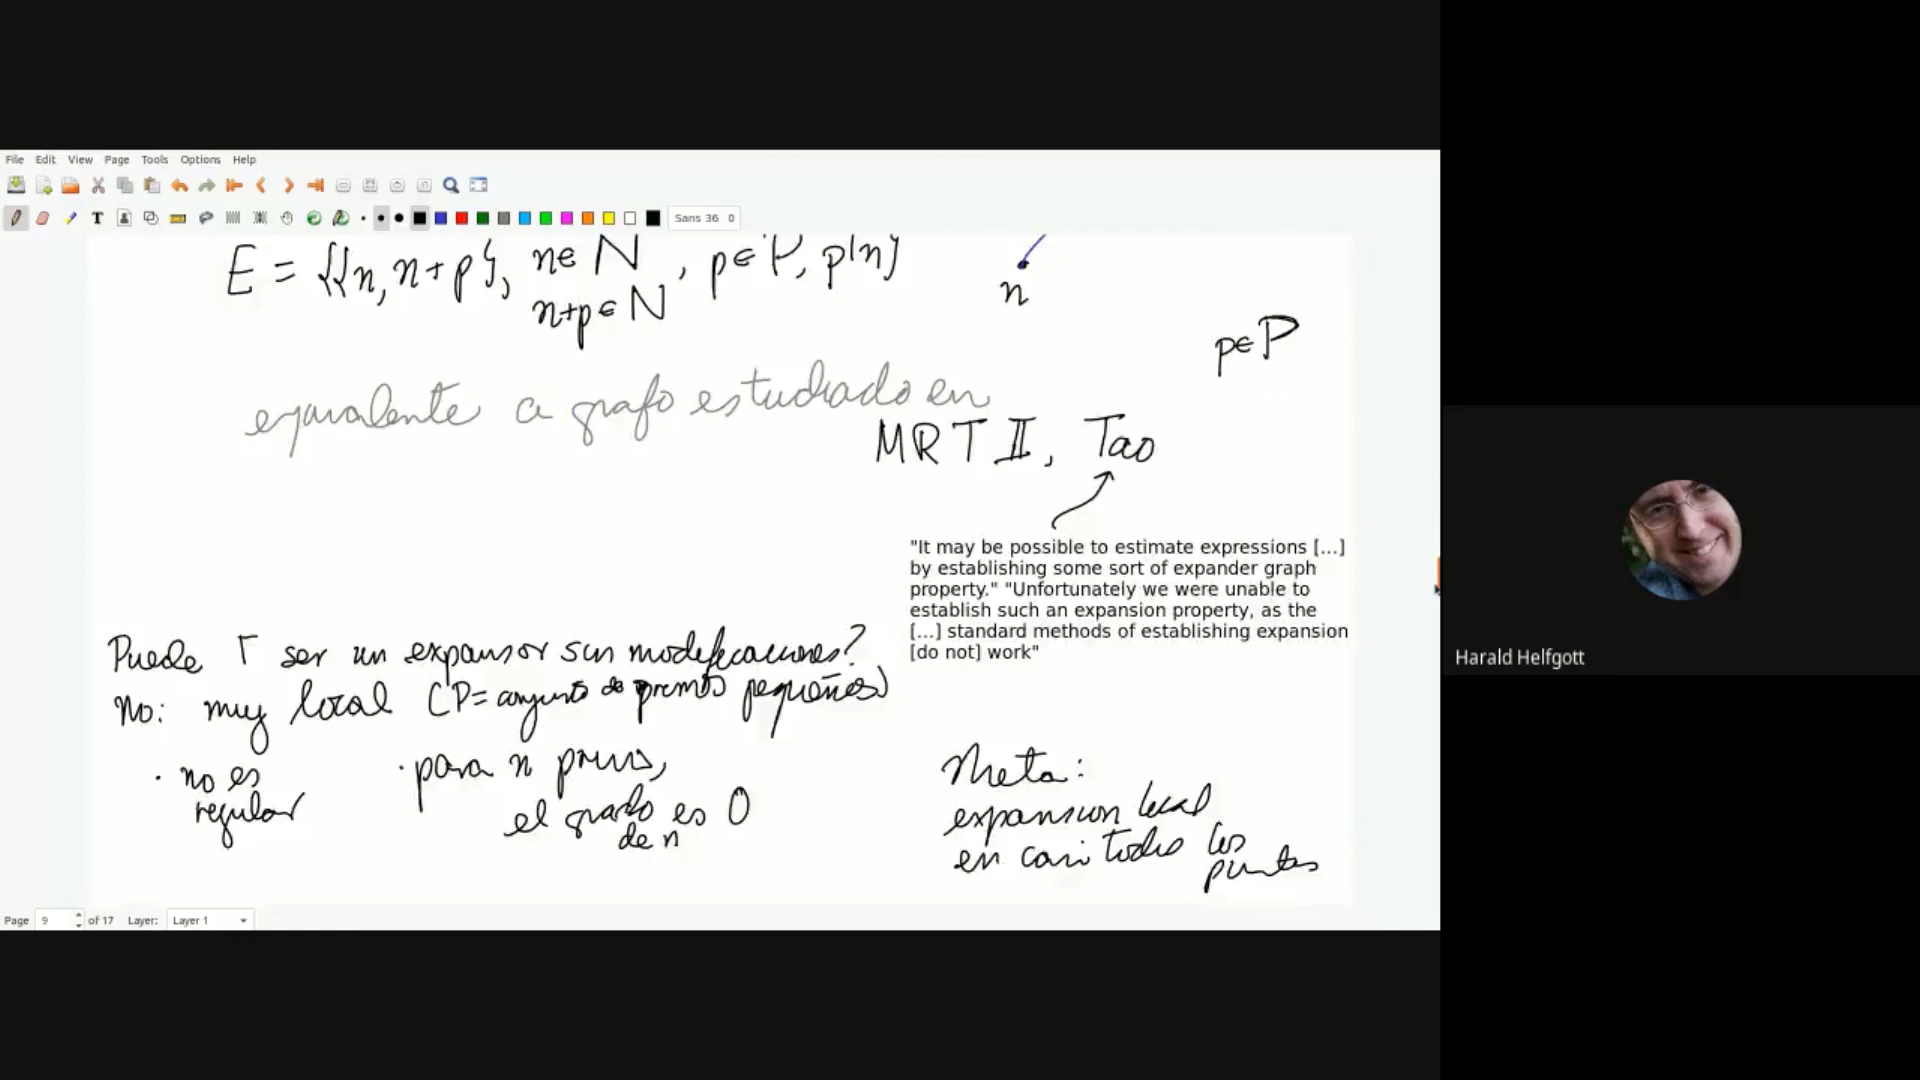 File Edit View Page Tools Options Help
Sans 36 0
E = {{n, n+p}, n∈N, p∈P, p|n}
n+p∈N
n
p∈P
equivalente a grafo estudiado en
MRT II, Tao
"It may be possible to estimate expressions [...]
by establishing some sort of expander graph
property." "Unfortunately we were unable to
establish such an expansion property, as the
[...] standard methods of establishing expansion
[do not] work"
Puede Γ ser un expansor sin modificaciones?
No: muy local (P = conjunto de primos pequeños)
· no es
regular
· para n primo,
el grado es 0
de n
Meta:
expansion local
en casi todos los
puntos
Harald Helfgott
Page 9 of 17 Layer: Layer 1